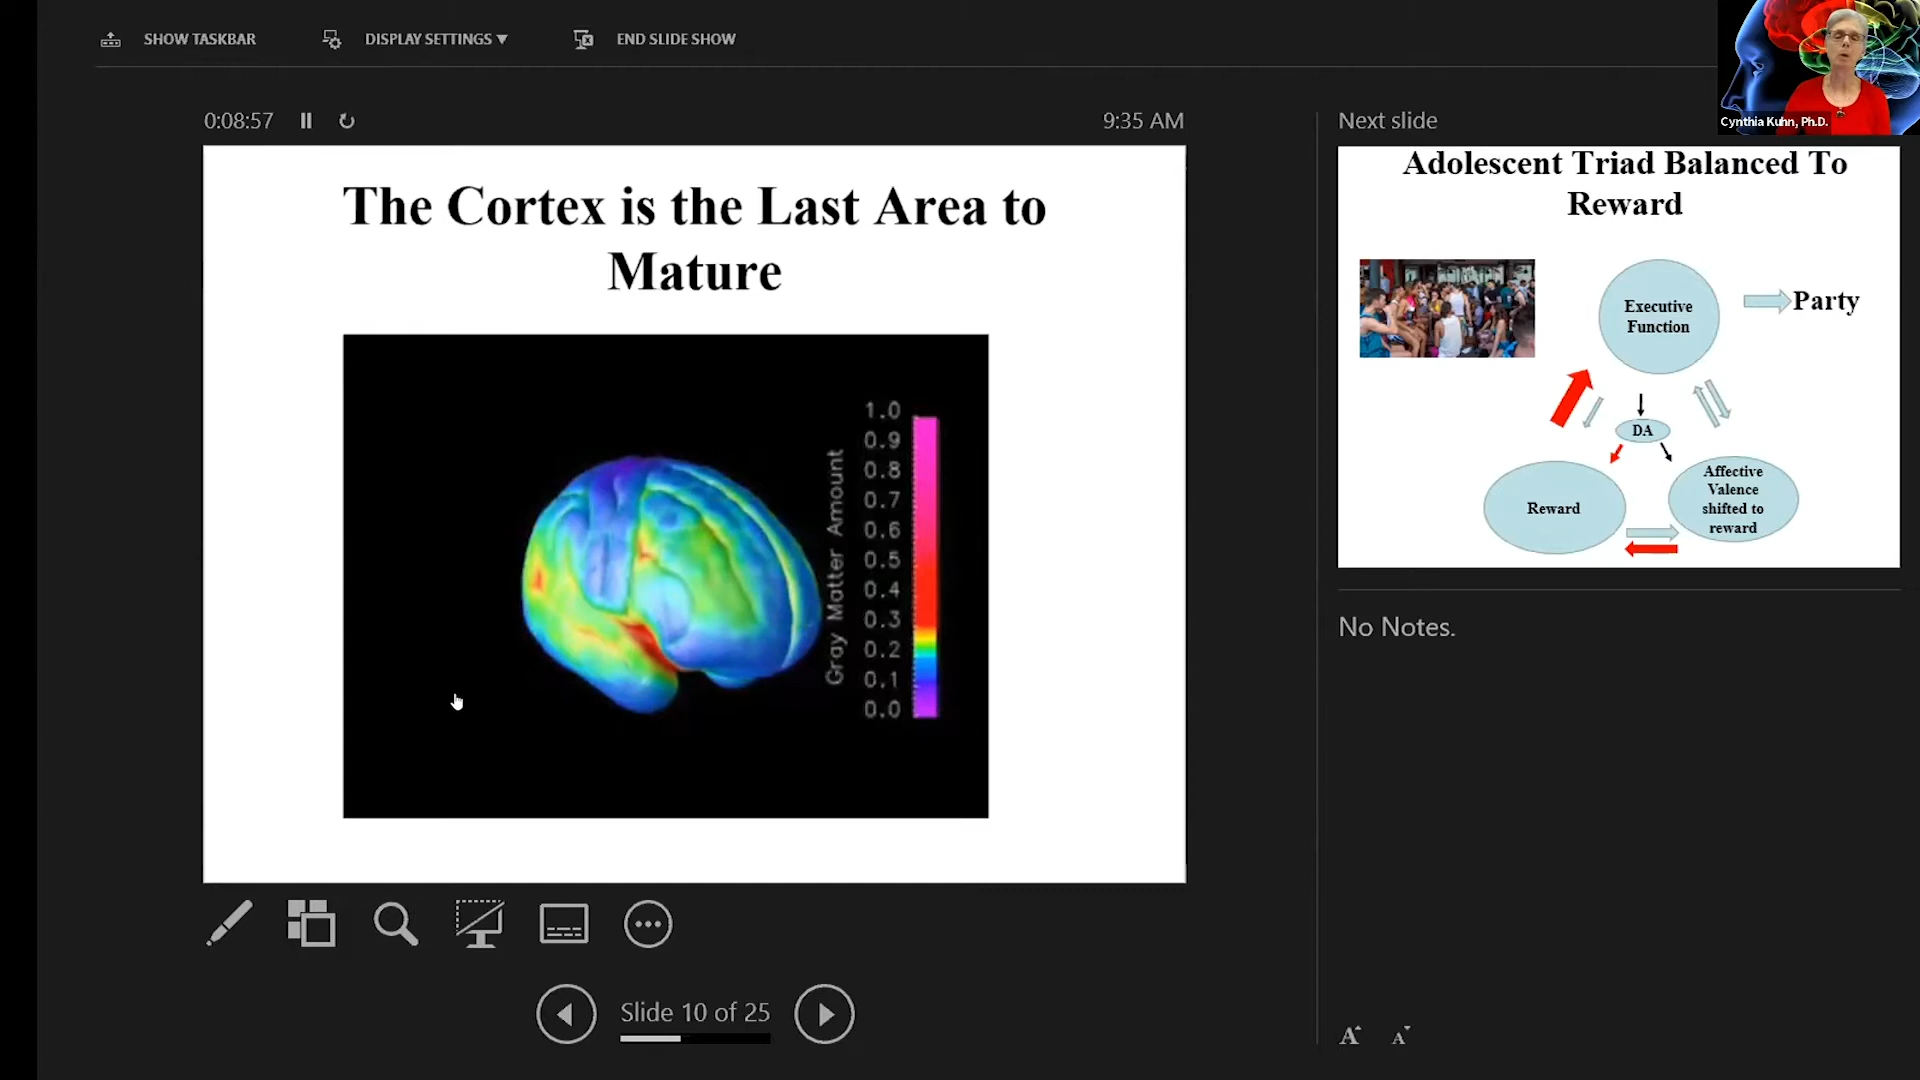 SHOW TASKBAR
DISPLAY SETTINGS ▼
END SLIDE SHOW
Cynthia Kuhn, Ph.D.
0:08:57
9:35 AM
Next slide
The Cortex is the Last Area to
Mature
Gray Matter Amount
1.0
0.9
0.8
0.7
0.6
0.5
0.4
0.3
0.2
0.1
0.0
Adolescent Triad Balanced To
Reward
Executive
Function
Party
DA
Reward
Affective
Valence
shifted to
reward
No Notes.
Slide 10 of 25
A
A